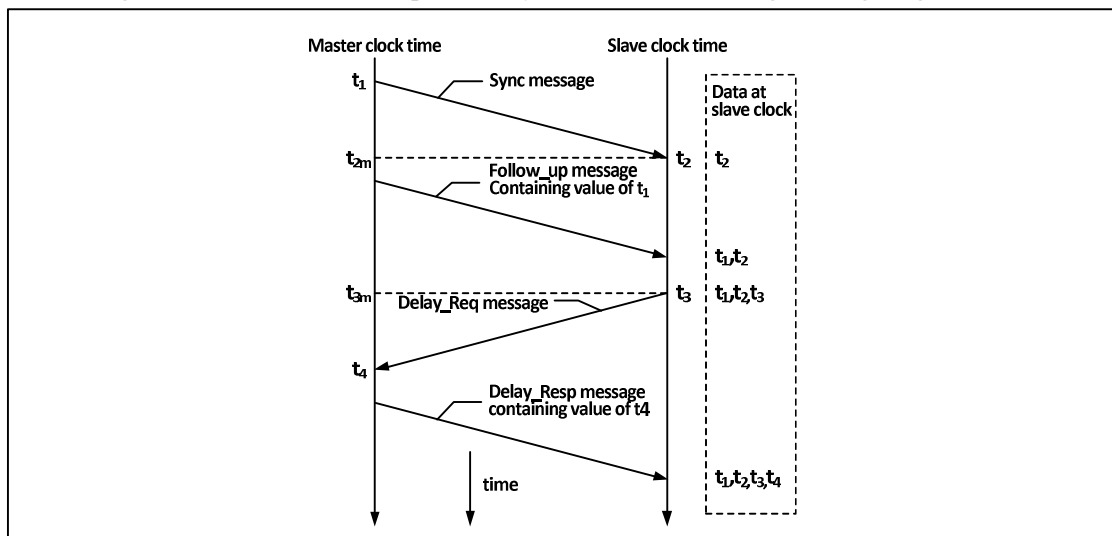 Master clock time
Slave clock time
t1
Sync message
Data at
slave clock
t2m
t2
t2
Follow_up message
Containing value of t1
t1,t2
t3m
t3
t1,t2,t3
Delay_Req message
t4
Delay_Resp message
containing value of t4
t1,t2,t3,t4
time